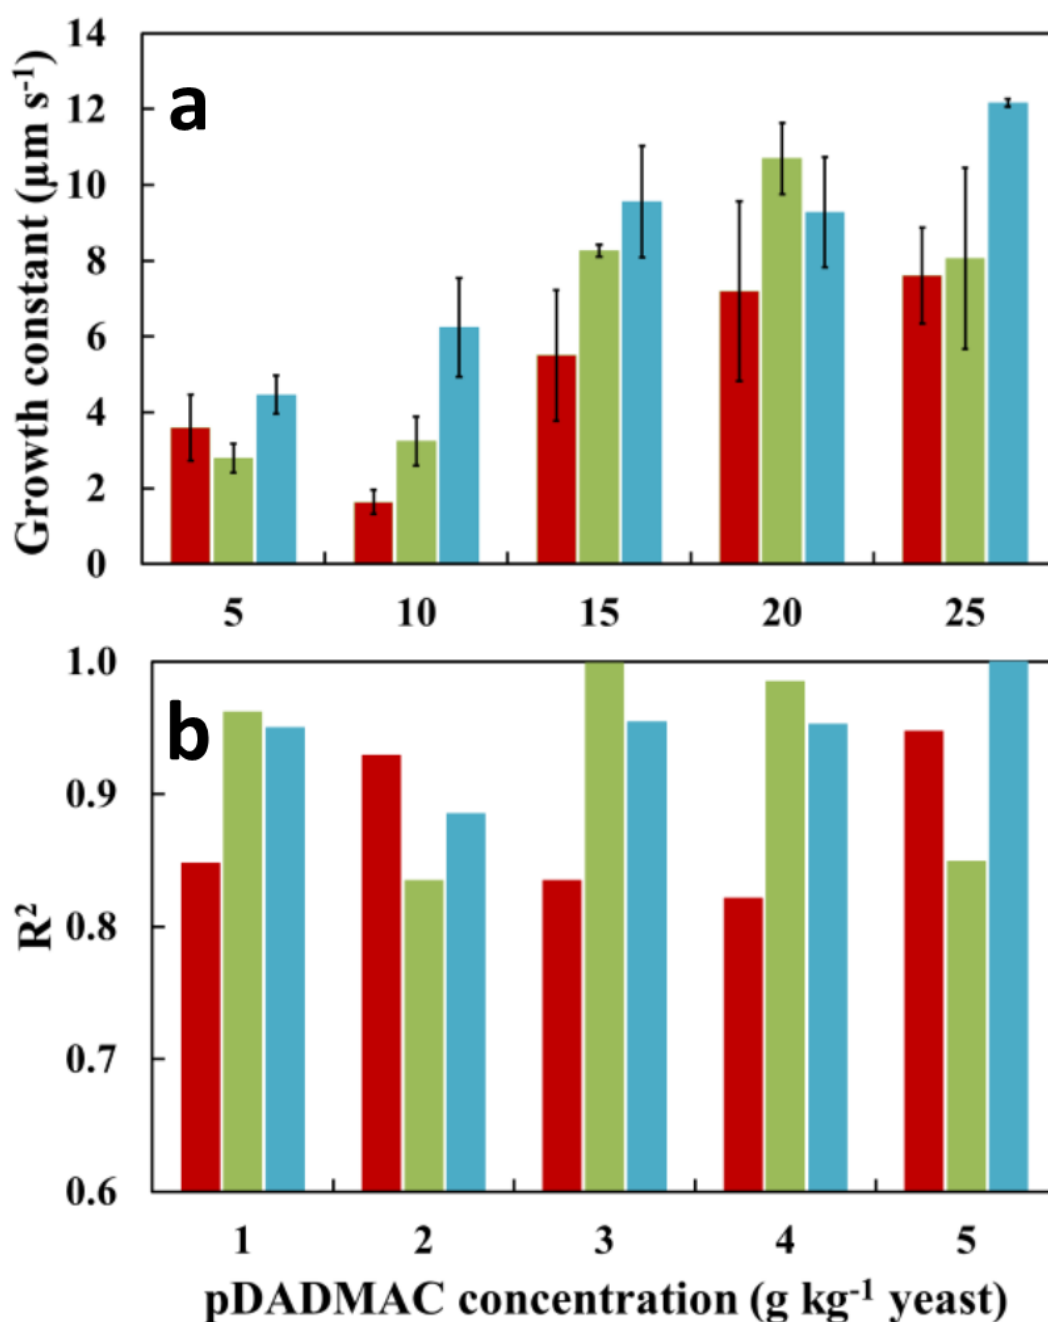 a
Growth constant (µm s⁻¹)
14
12
10
8
6
4
2
0
5 10 15 20 25
b
R²
1.0
0.9
0.8
0.7
0.6
1 2 3 4 5
pDADMAC concentration (g kg⁻¹ yeast)